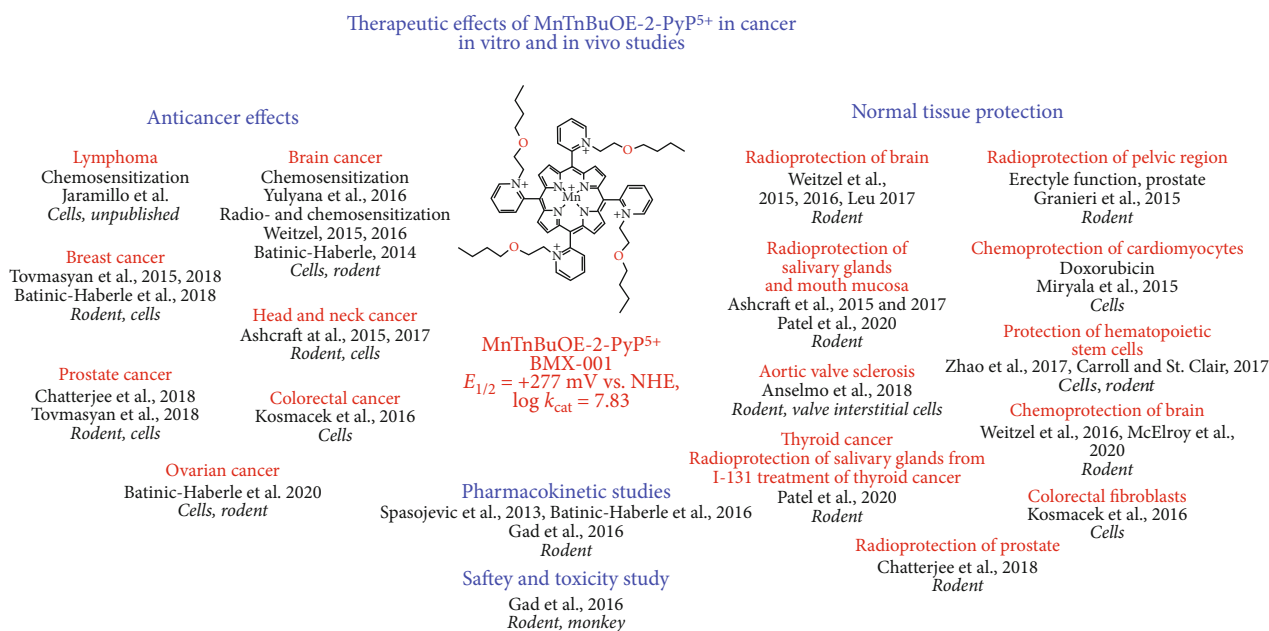 Therapeutic effects of MnTnBuOE-2-PyP5+ in cancer
in vitro and in vivo studies
Anticancer effects
Lymphoma
Chemosensitization
Jaramillo et al.
Cells, unpublished
Brain cancer
Chemosensitization
Yulyana et al., 2016
Radio- and chemosensitization
Weitzel, 2015, 2016
Batinic-Haberle, 2014
Cells, rodent
Breast cancer
Tovmasyan et al., 2015, 2018
Batinic-Haberle et al., 2018
Rodent, cells
Head and neck cancer
Ashcraft at al., 2015, 2017
Rodent, cells
Prostate cancer
Chatterjee et al., 2018
Tovmasyan et al., 2018
Rodent, cells
Colorectal cancer
Kosmacek et al., 2016
Cells
Ovarian cancer
Batinic-Haberle et al. 2020
Cells, rodent
O
N
+
N
+
O
N
+
N
N
+
Mn
N
N
N
+
O
O
MnTnBuOE-2-PyP5+
BMX-001
E1/2 = +277 mV vs. NHE,
log kcat = 7.83
Pharmacokinetic studies
Spasojevic et al., 2013, Batinic-Haberle et al., 2016
Gad et al., 2016
Rodent
Saftey and toxicity study
Gad et al., 2016
Rodent, monkey
Normal tissue protection
Radioprotection of brain
Weitzel et al.,
2015, 2016, Leu 2017
Rodent
Radioprotection of
salivary glands
and mouth mucosa
Ashcraft et al., 2015 and 2017
Patel et al., 2020
Rodent
Aortic valve sclerosis
Anselmo et al., 2018
Rodent, valve interstitial cells
Thyroid cancer
Radioprotection of salivary glands from
I-131 treatment of thyroid cancer
Patel et al., 2020
Rodent
Radioprotection of pelvic region
Erectyle function, prostate
Granieri et al., 2015
Rodent
Chemoprotection of cardiomyocytes
Doxorubicin
Miryala et al., 2015
Cells
Protection of hematopoietic
stem cells
Zhao et al., 2017, Carroll and St. Clair, 2017
Cells, rodent
Chemoprotection of brain
Weitzel et al., 2016, McElroy et al.,
2020
Rodent
Colorectal fibroblasts
Kosmacek et al., 2016
Cells
Radioprotection of prostate
Chatterjee et al., 2018
Rodent